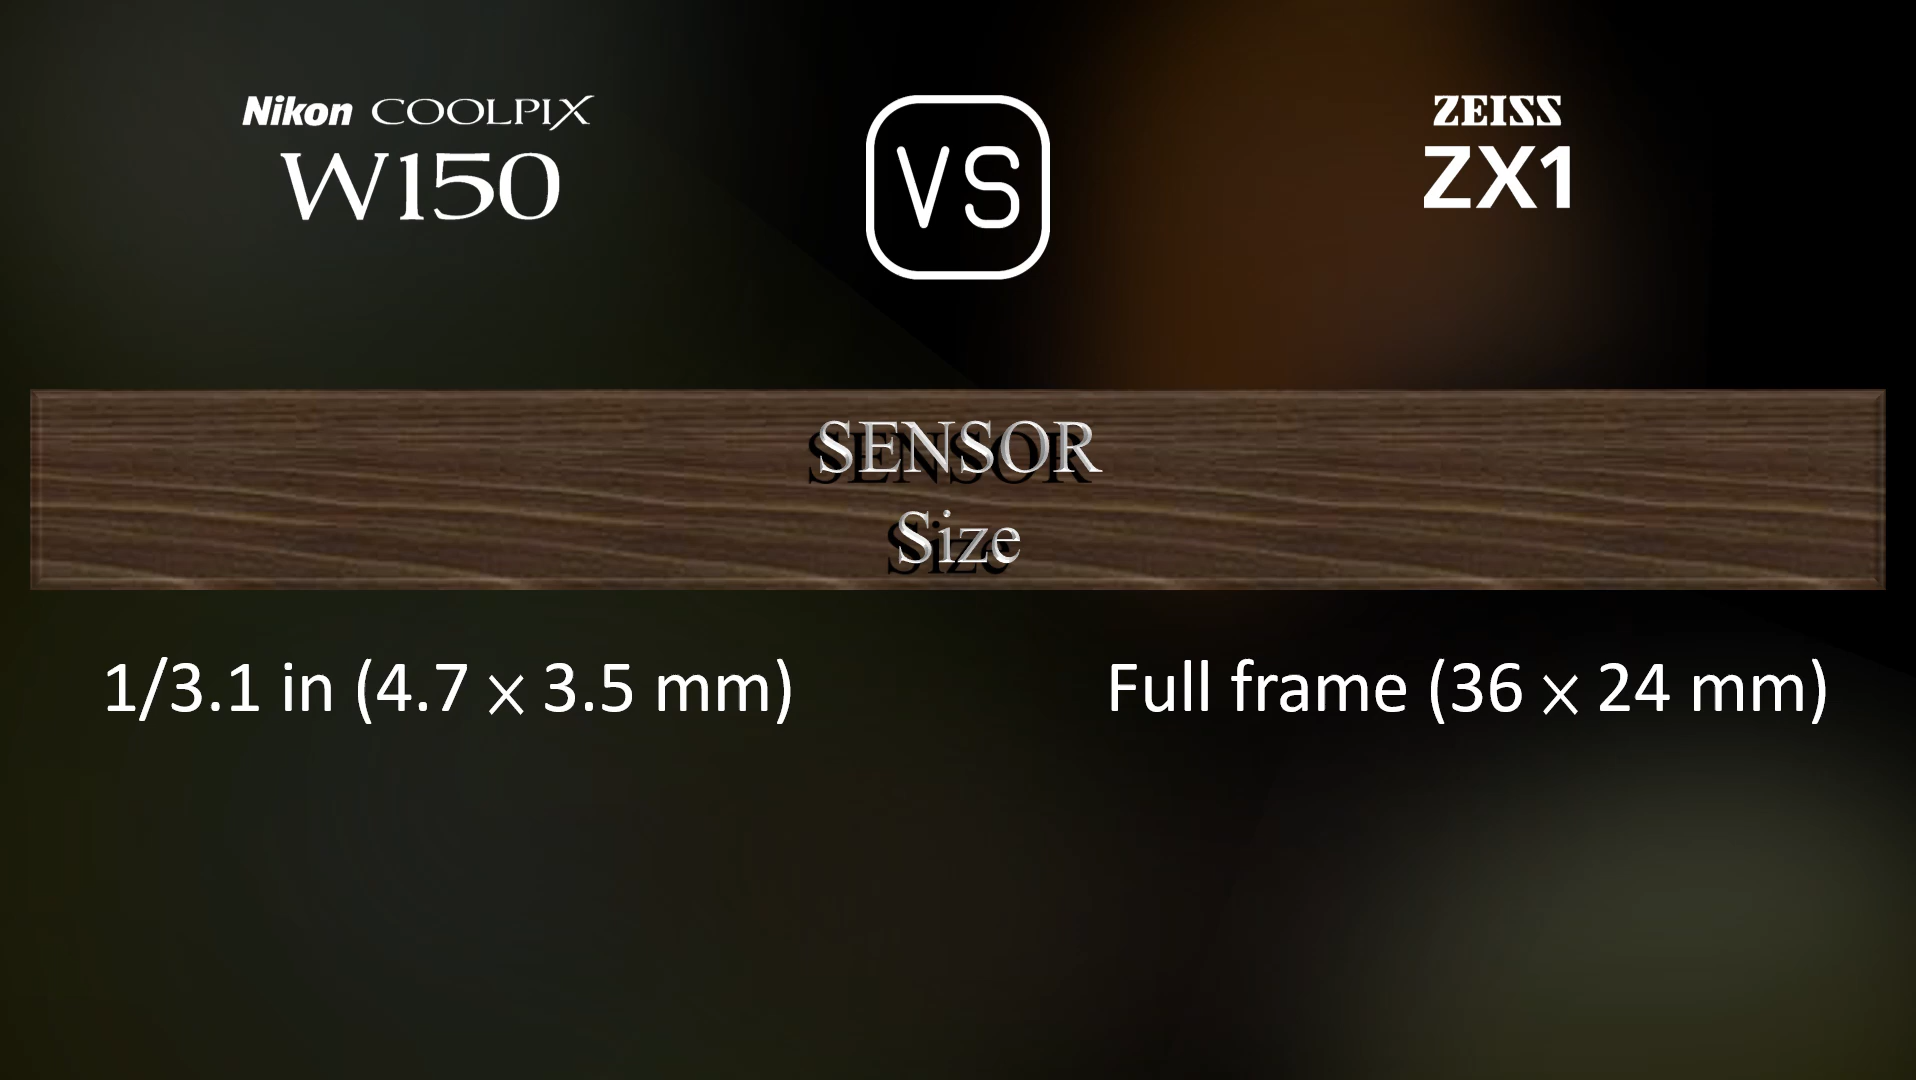 Nikon COOLPIX
W150
VS
ZEISS
ZX1
SENSOR
Size
1/3.1 in (4.7 x 3.5 mm)
Full frame (36 x 24 mm)